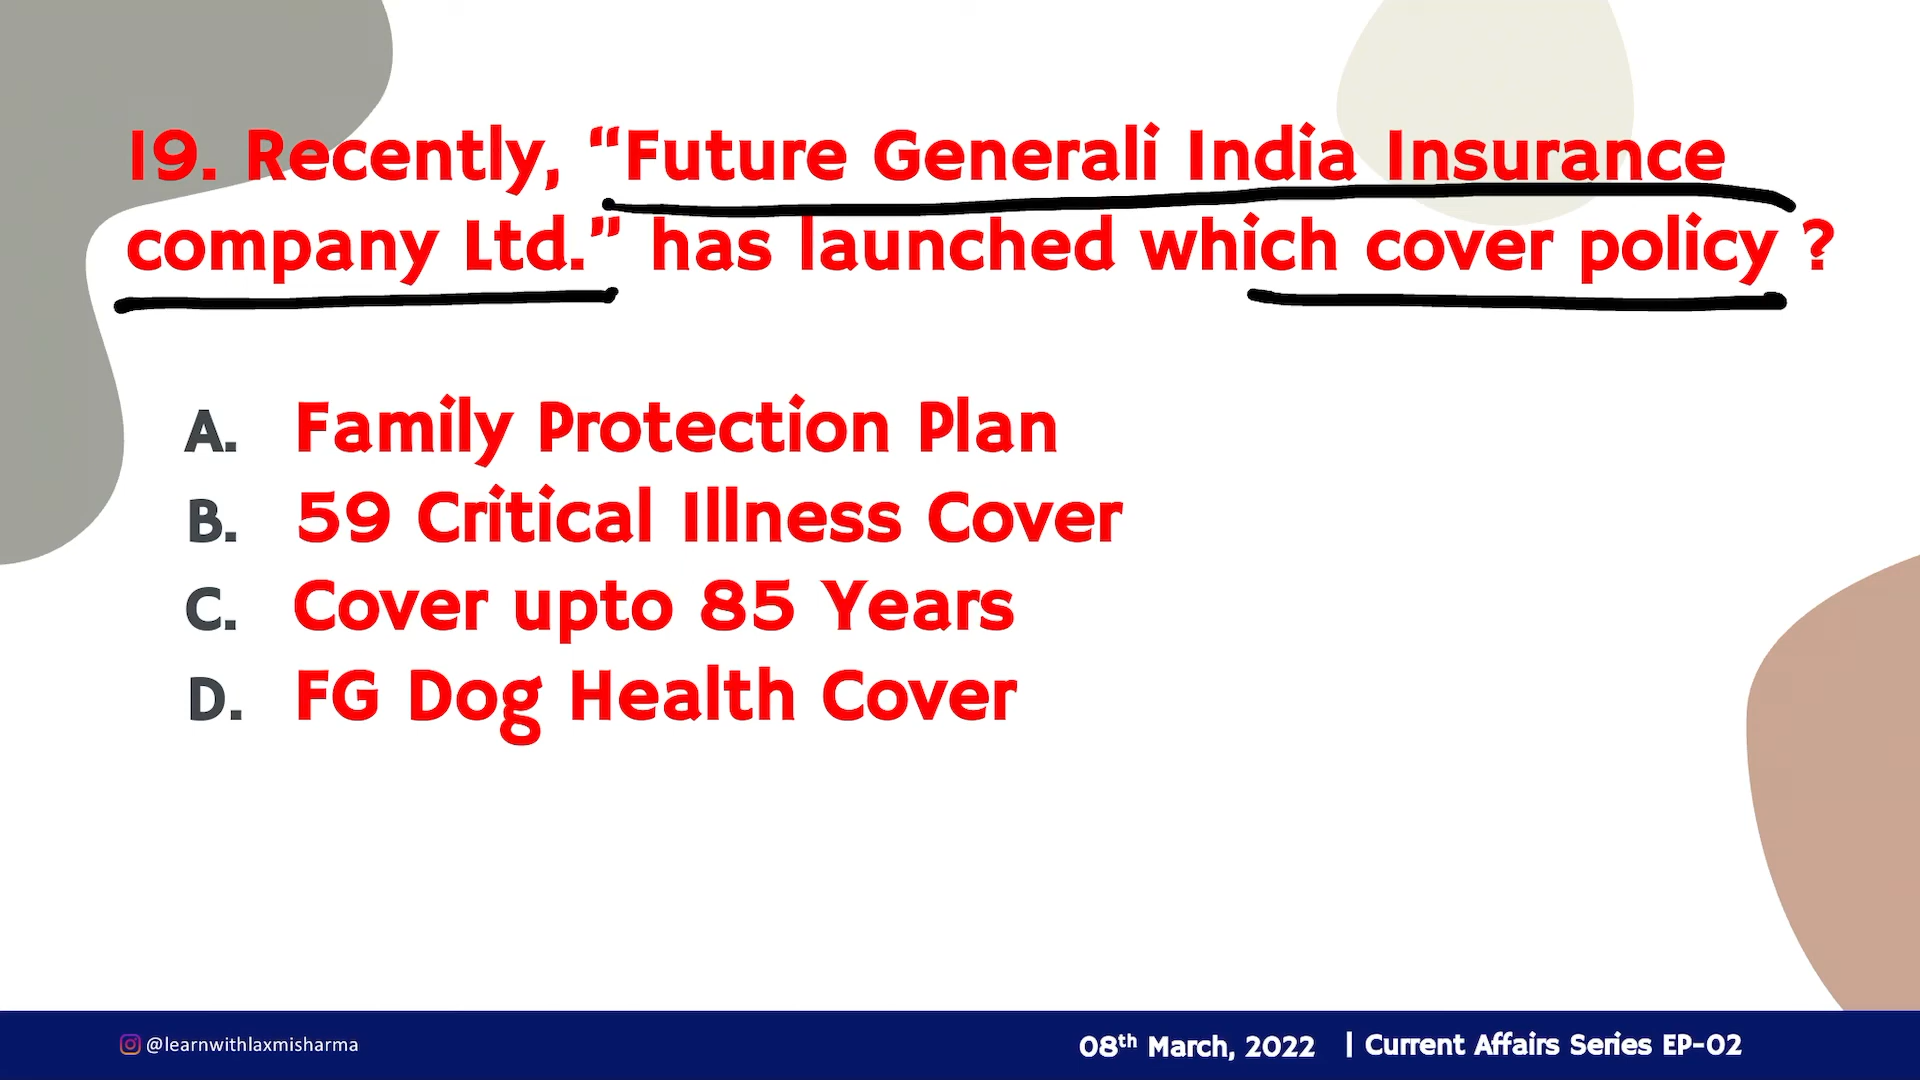 19. Recently, “Future Generali India Insurance
company Ltd.” has launched which cover policy ?
A. Family Protection Plan
B. 59 Critical Illness Cover
C. Cover upto 85 Years
D. FG Dog Health Cover
@learnwithlaxmisharma
08th March, 2022 | Current Affairs Series EP-02